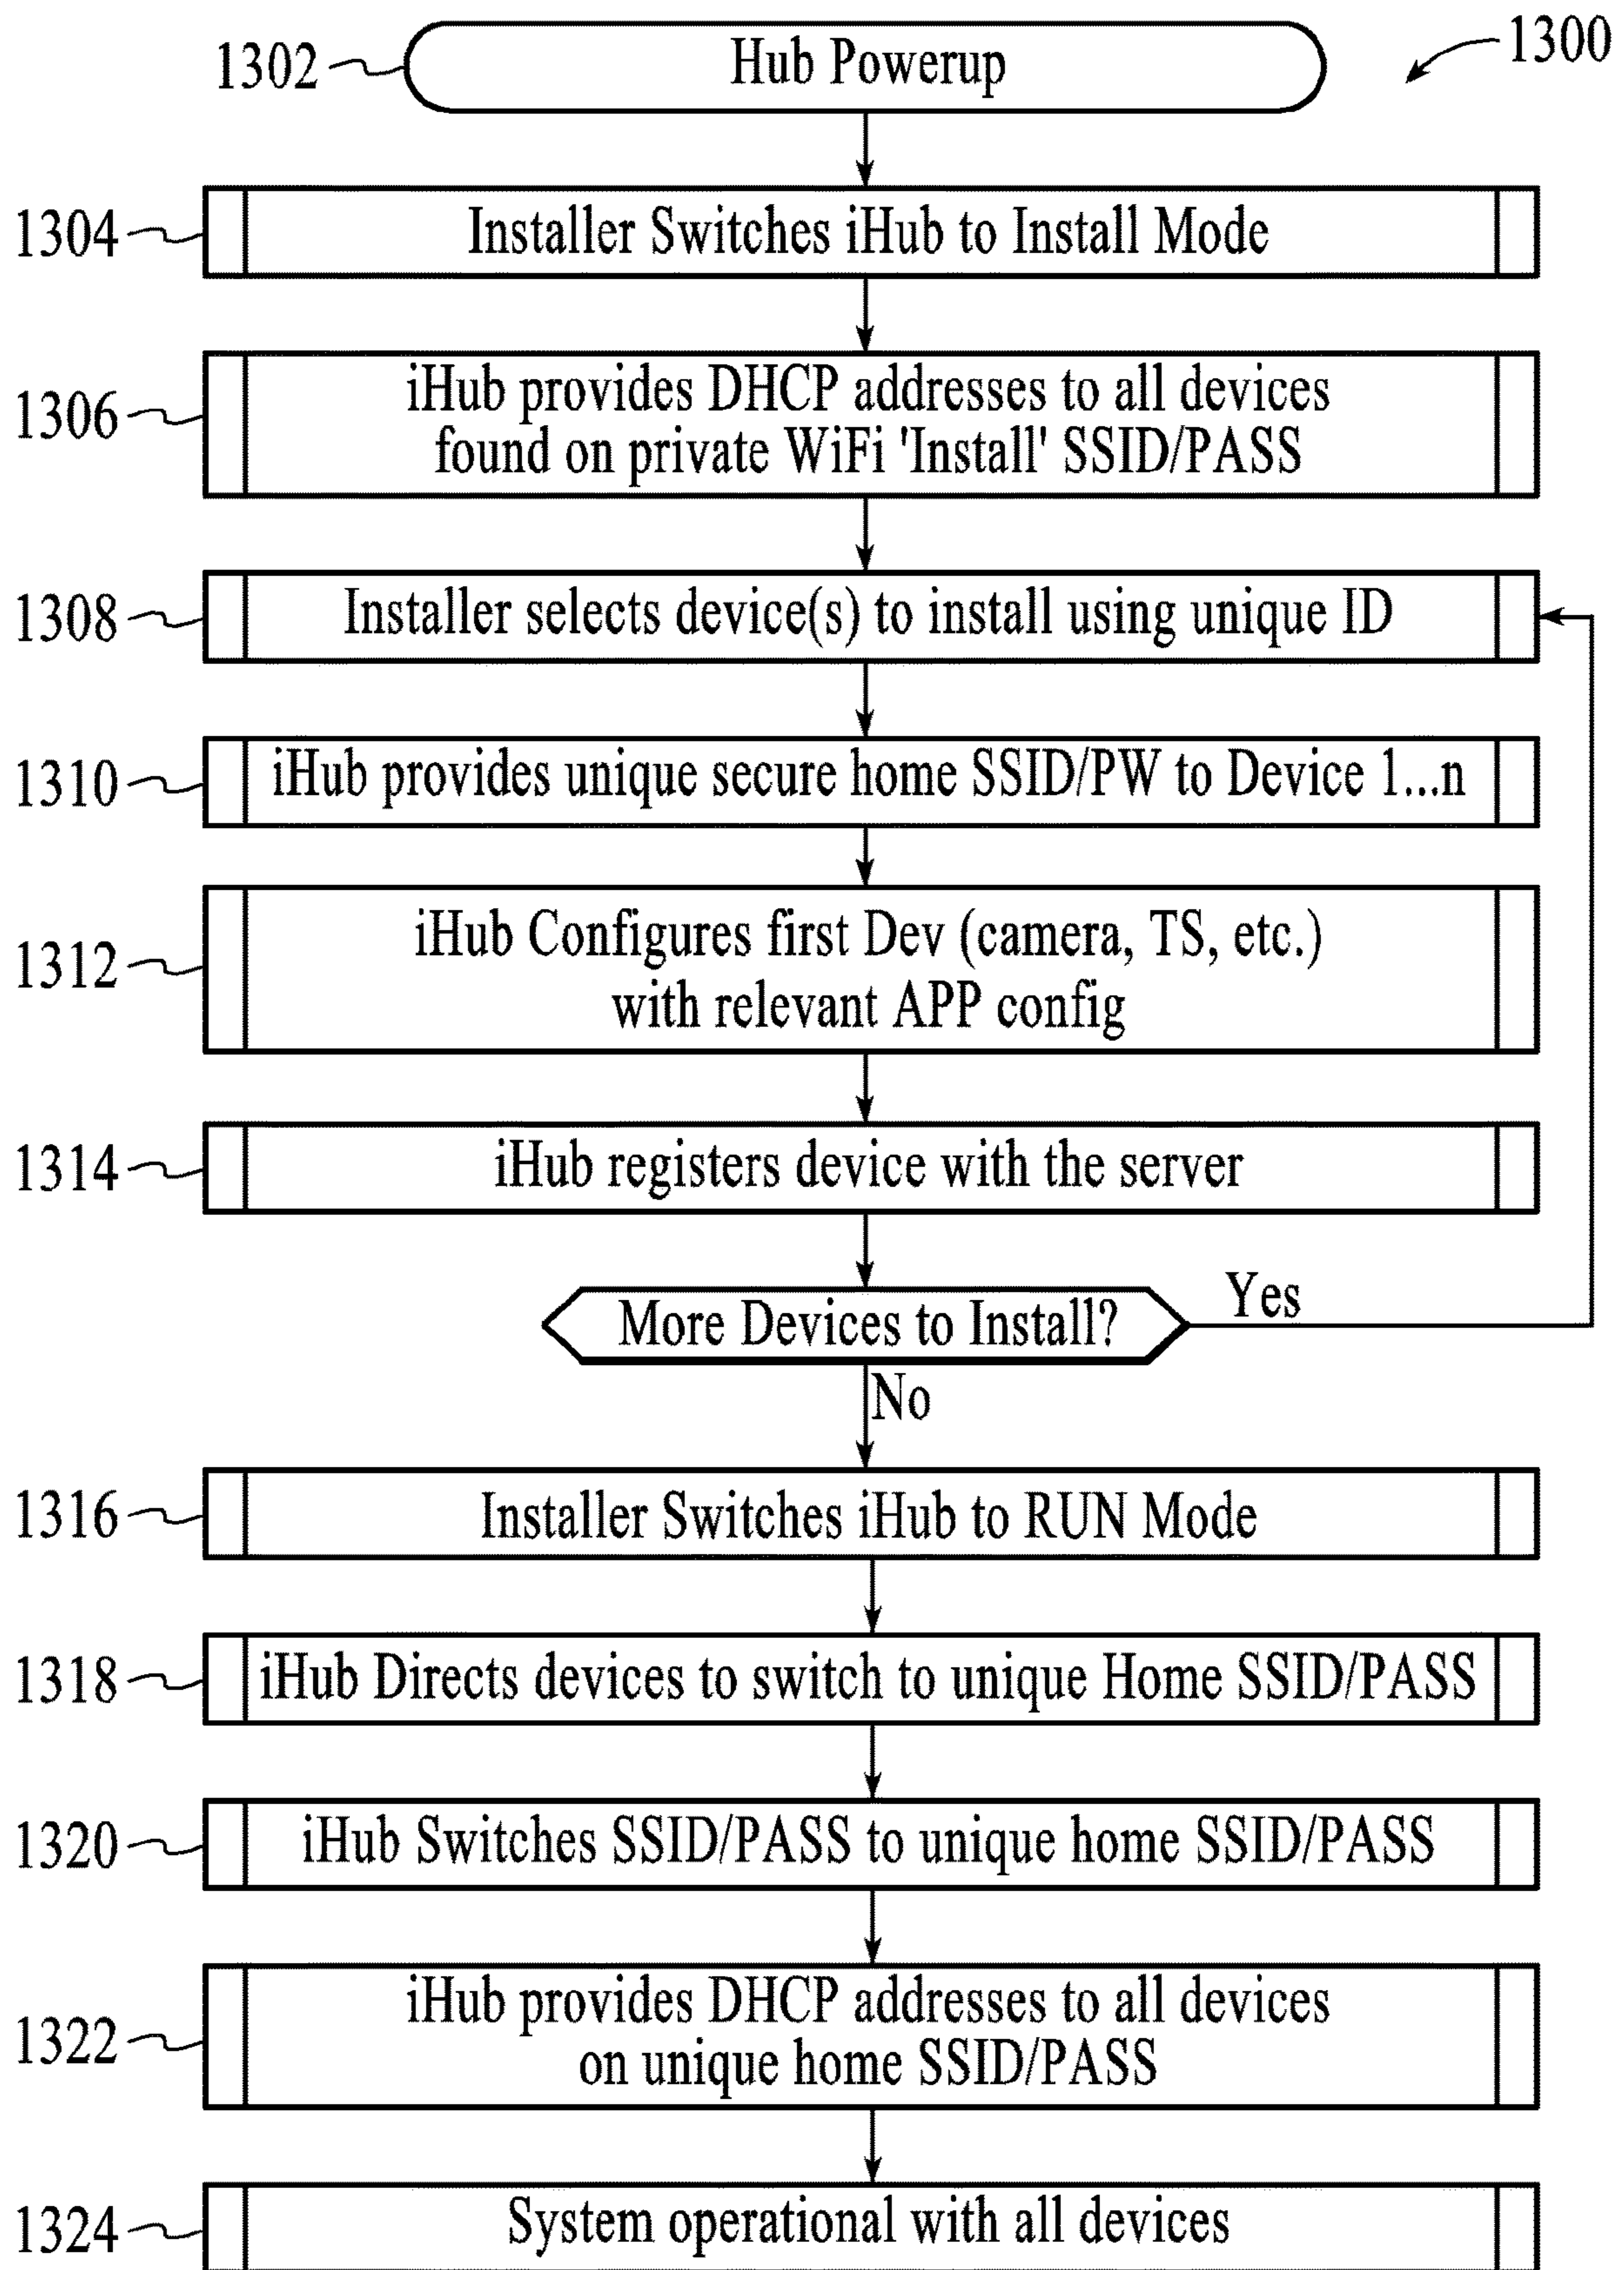 1300
1302
Hub Powerup
1304
Installer Switches iHub to Install Mode
1306
iHub provides DHCP addresses to all devices
found on private WiFi 'Install' SSID/PASS
1308
Installer selects device(s) to install using unique ID
1310
iHub provides unique secure home SSID/PW to Device 1...n
1312
iHub Configures first Dev (camera, TS, etc.)
with relevant APP config
1314
iHub registers device with the server
More Devices to Install?
Yes
No
1316
Installer Switches iHub to RUN Mode
1318
iHub Directs devices to switch to unique Home SSID/PASS
1320
iHub Switches SSID/PASS to unique home SSID/PASS
1322
iHub provides DHCP addresses to all devices
on unique home SSID/PASS
1324
System operational with all devices